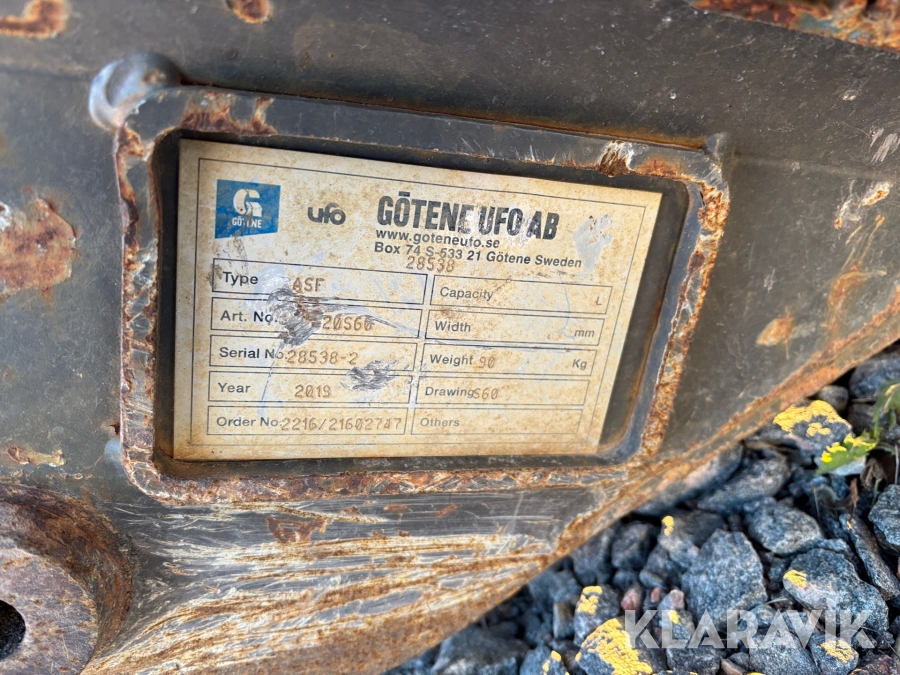 GÖTENE
ufo
GÖTENE UFO AB
www.goteneufo.se
Box 74 S-533 21 Götene Sweden
28538
Type ASF
Capacity L
Art. No. 20S60
Width mm
Serial No. 28538-2
Weight 90 Kg
Year 2019
Drawing S60
Order No. 2216/21602747
Others
KLARAVIK